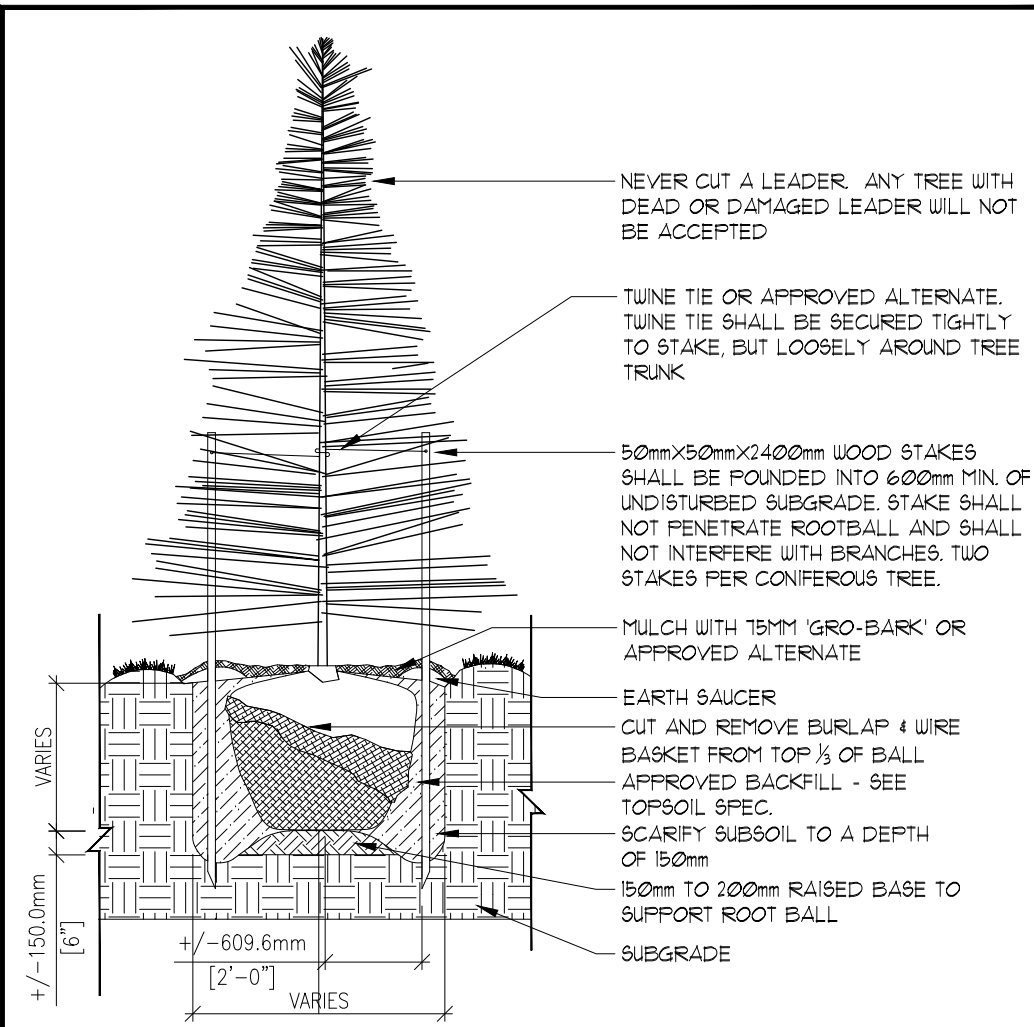 NEVER CUT A LEADER. ANY TREE WITH
DEAD OR DAMAGED LEADER WILL NOT
BE ACCEPTED
TWINE TIE OR APPROVED ALTERNATE.
TWINE TIE SHALL BE SECURED TIGHTLY
TO STAKE, BUT LOOSELY AROUND TREE
TRUNK
50mmX50mmX2400mm WOOD STAKES
SHALL BE POUNDED INTO 600mm MIN. OF
UNDISTURBED SUBGRADE. STAKE SHALL
NOT PENETRATE ROOTBALL AND SHALL
NOT INTERFERE WITH BRANCHES. TWO
STAKES PER CONIFEROUS TREE.
MULCH WITH 75MM 'GRO-BARK' OR
APPROVED ALTERNATE
EARTH SAUCER
CUT AND REMOVE BURLAP & WIRE
BASKET FROM TOP ⅓ OF BALL
APPROVED BACKFILL - SEE
TOPSOIL SPEC.
SCARIFY SUBSOIL TO A DEPTH
OF 150mm
150mm TO 200mm RAISED BASE TO
SUPPORT ROOT BALL
SUBGRADE
VARIES
+/-150.0mm
[6"]
+/-609.6mm
[2'-0"]
VARIES